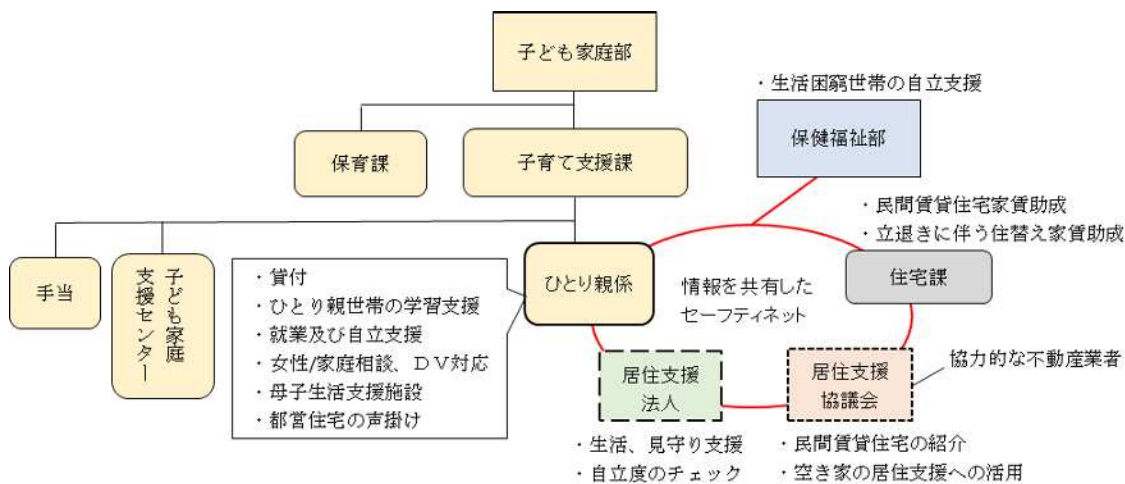 子ども家庭部
・生活困窮世帯の自立支援
保健福祉部
保育課
子育て支援課
・民間賃貸住宅家賃助成
・立退きに伴う住替え家賃助成
手当
子ども家庭
支援センター
・貸付
・ひとり親世帯の学習支援
・就業及び自立支援
・女性/家庭相談、DV対応
・母子生活支援施設
・都営住宅の声掛け
ひとり親係
情報を共有した
セーフティネット
住宅課
居住支援
法人
居住支援
協議会
協力的な不動産業者
・生活、見守り支援
・自立度のチェック
・民間賃貸住宅の紹介
・空き家の居住支援への活用